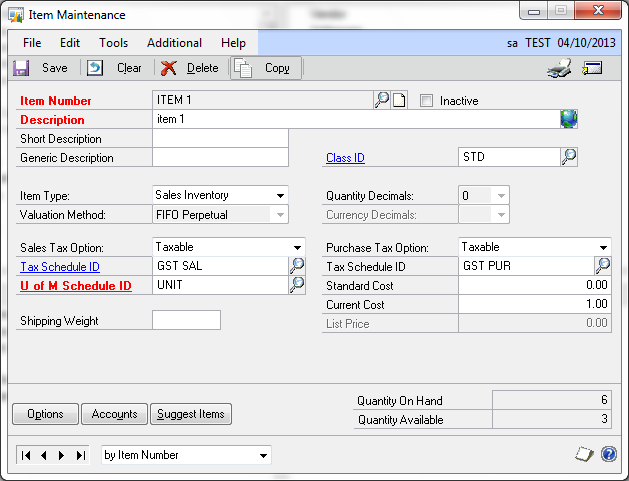 Item Maintenance
File Edit Tools Additional Help sa TEST 04/10/2013
Save Clear Delete Copy
Item Number ITEM 1 Inactive
Description item 1
Short Description
Generic Description Class ID STD
Item Type: Sales Inventory Quantity Decimals: 0
Valuation Method: FIFO Perpetual Currency Decimals:
Sales Tax Option: Taxable Purchase Tax Option: Taxable
Tax Schedule ID GST SAL Tax Schedule ID GST PUR
U of M Schedule ID UNIT Standard Cost 0.00
Current Cost 1.00
Shipping Weight List Price 0.00
Quantity On Hand 6
Options Accounts Suggest Items Quantity Available 3
by Item Number